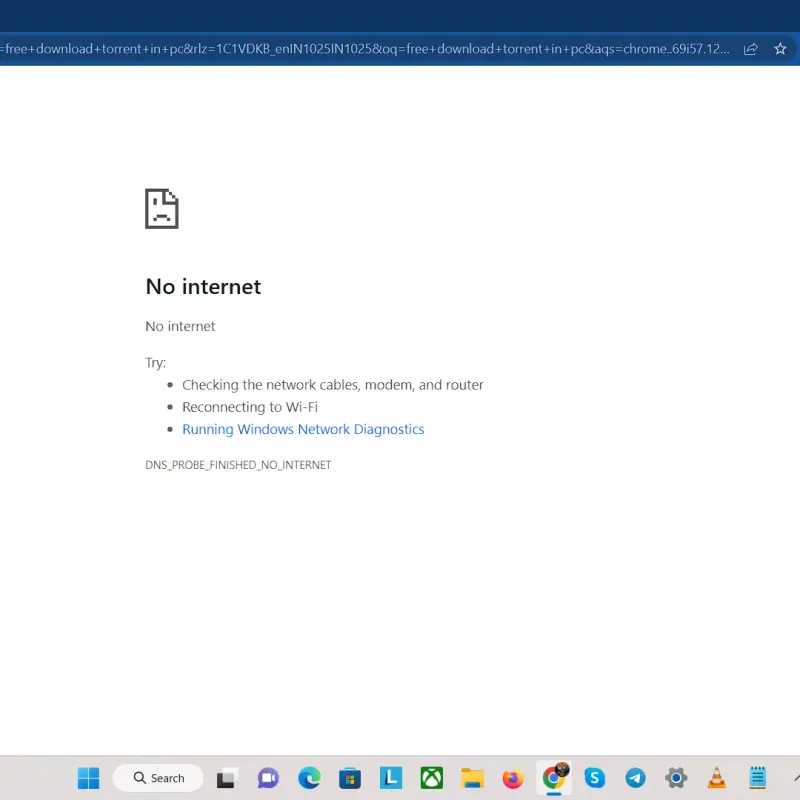 =free+download+torrent+in+pc&rlz=1C1VDKB_enIN1025IN1025&oq=free+download+torrent+in+pc&aqs=chrome..69i57.12...
No internet
No internet
Try:
• Checking the network cables, modem, and router
• Reconnecting to Wi-Fi
• Running Windows Network Diagnostics
DNS_PROBE_FINISHED_NO_INTERNET
Search
L
S